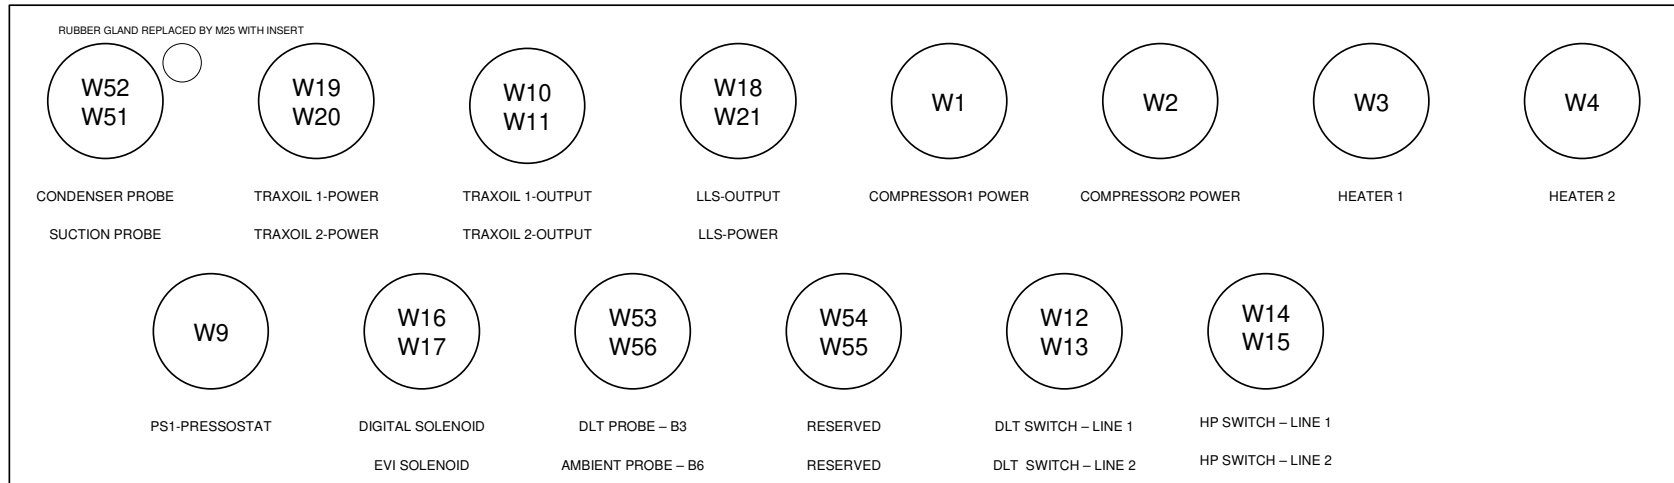 RUBBER GLAND REPLACED BY M25 WITH INSERT
W52
W51
W19
W20
W10
W11
W18
W21
W1
W2
W3
W4
CONDENSER PROBE
SUCTION PROBE
TRAXOIL 1-POWER
TRAXOIL 2-POWER
TRAXOIL 1-OUTPUT
TRAXOIL 2-OUTPUT
LLS-OUTPUT
LLS-POWER
COMPRESSOR1 POWER
COMPRESSOR2 POWER
HEATER 1
HEATER 2
W9
W16
W17
W53
W56
W54
W55
W12
W13
W14
W15
PS1-PRESSOSTAT
DIGITAL SOLENOID
EVI SOLENOID
DLT PROBE – B3
AMBIENT PROBE – B6
RESERVED
RESERVED
DLT SWITCH – LINE 1
DLT  SWITCH – LINE 2
HP SWITCH – LINE 1
HP SWITCH – LINE 2